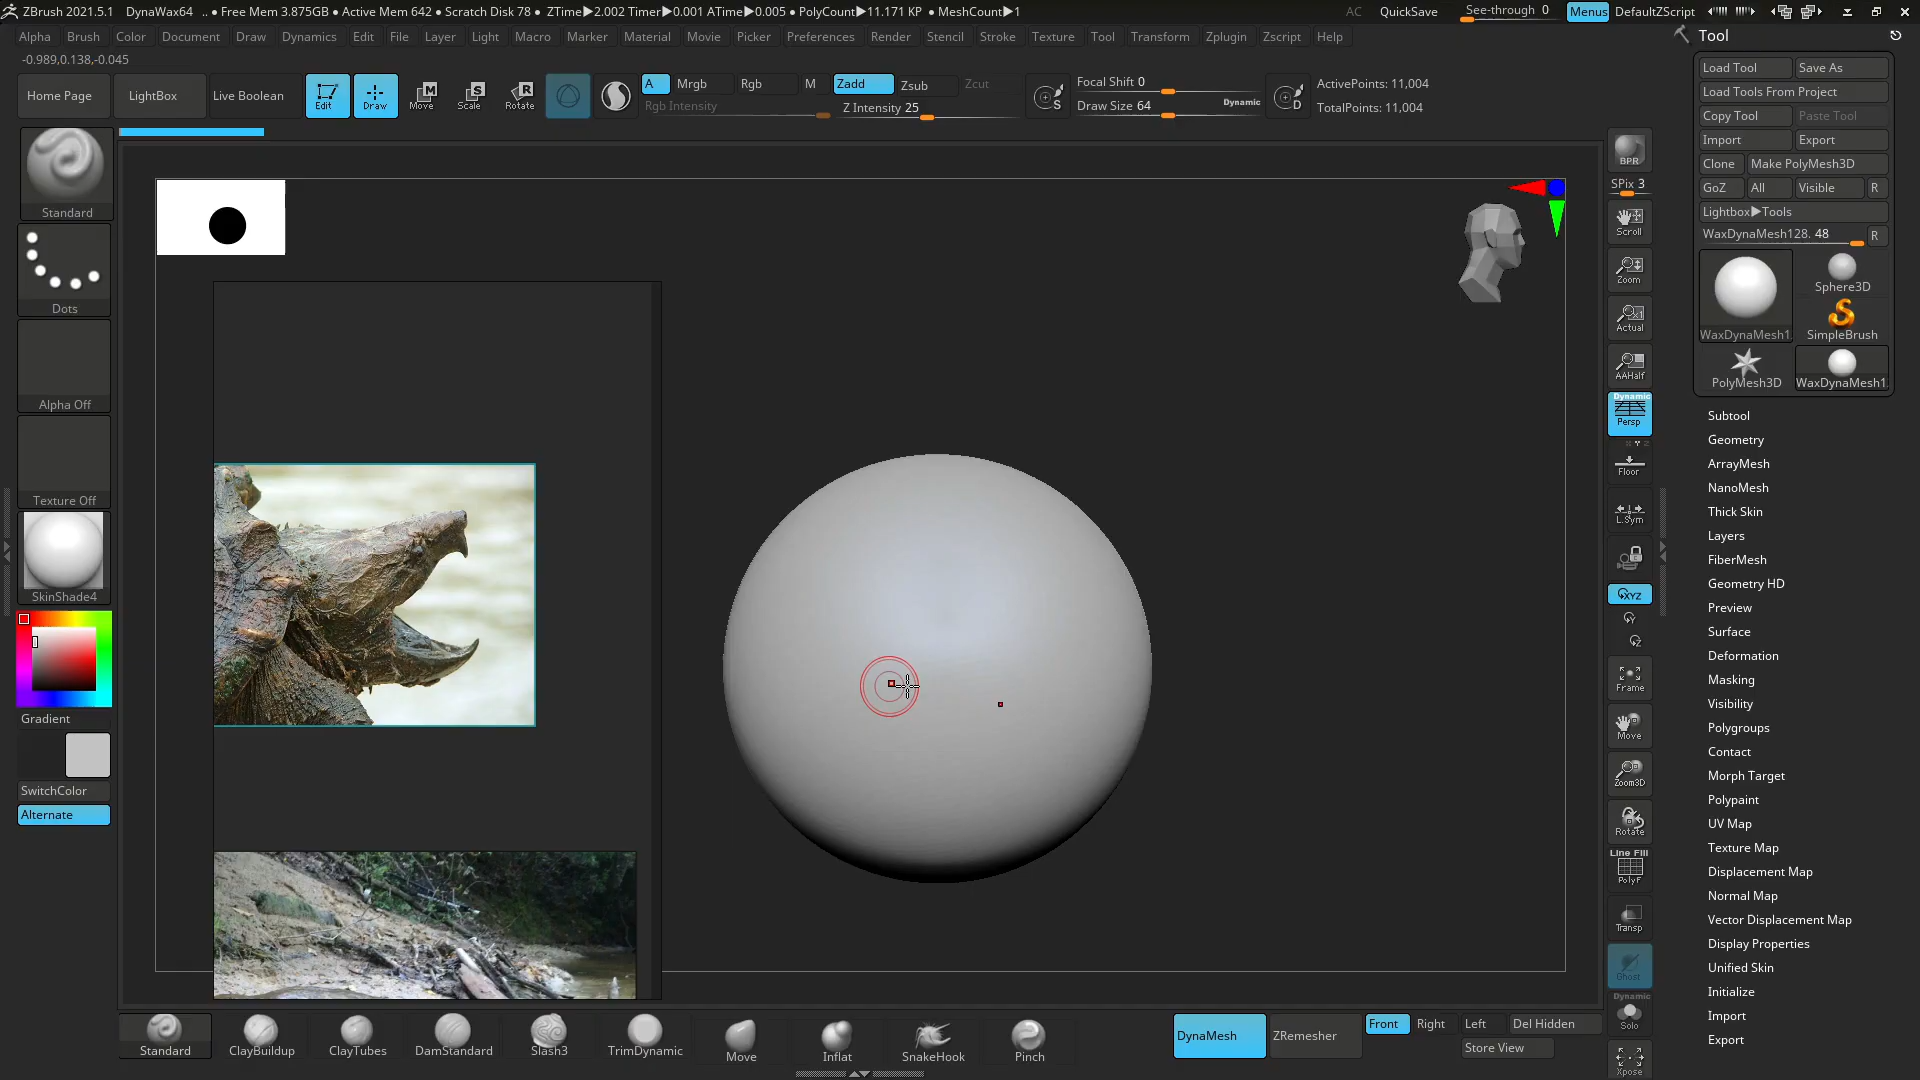 ZBrush 2021.5.1 DynaWax64 .. ● Free Mem 3.875GB ● Active Mem 642 ● Scratch Disk 78 ● ZTime▶2.002 Timer▶0.001 ATime▶0.005 ● PolyCount▶11.171 KP ● MeshCount▶1 AC QuickSave See-through 0 Menus DefaultZScript
Alpha Brush Color Document Draw Dynamics Edit File Layer Light Macro Marker Material Movie Picker Preferences Render Stencil Stroke Texture Tool Transform Zplugin Zscript Help
-0.989,0.138,-0.045
Home Page LightBox Live Boolean Edit Draw Move Scale Rotate
A Mrgb Rgb M Zadd Zsub Zcut
Rgb Intensity Z Intensity 25
S Focal Shift 0
Draw Size 64 Dynamic
D ActivePoints: 11,004
TotalPoints: 11,004
Standard
Dots
Alpha Off
Texture Off
SkinShade4
Gradient
SwitchColor
Alternate
BPR
SPix 3
Scroll
Zoom
Actual
AAHalf
Dynamic
Persp
Floor
L.Sym
XYZ
Y
Z
Frame
Move
Zoom3D
Rotate
Line Fill
PolyF
Transp
Ghost
Dynamic
Solo
Xpose
Tool
Load Tool Save As
Load Tools From Project
Copy Tool Paste Tool
Import Export
Clone Make PolyMesh3D
GoZ All Visible R
Lightbox▶Tools
WaxDynaMesh128. 48 R
WaxDynaMesh1 Sphere3D
SimpleBrush
PolyMesh3D WaxDynaMesh1
Subtool
Geometry
ArrayMesh
NanoMesh
Thick Skin
Layers
FiberMesh
Geometry HD
Preview
Surface
Deformation
Masking
Visibility
Polygroups
Contact
Morph Target
Polypaint
UV Map
Texture Map
Displacement Map
Normal Map
Vector Displacement Map
Display Properties
Unified Skin
Initialize
Import
Export
Standard ClayBuildup ClayTubes DamStandard Slash3 TrimDynamic Move Inflat SnakeHook Pinch
DynaMesh ZRemesher Front Right Left Del Hidden
Store View